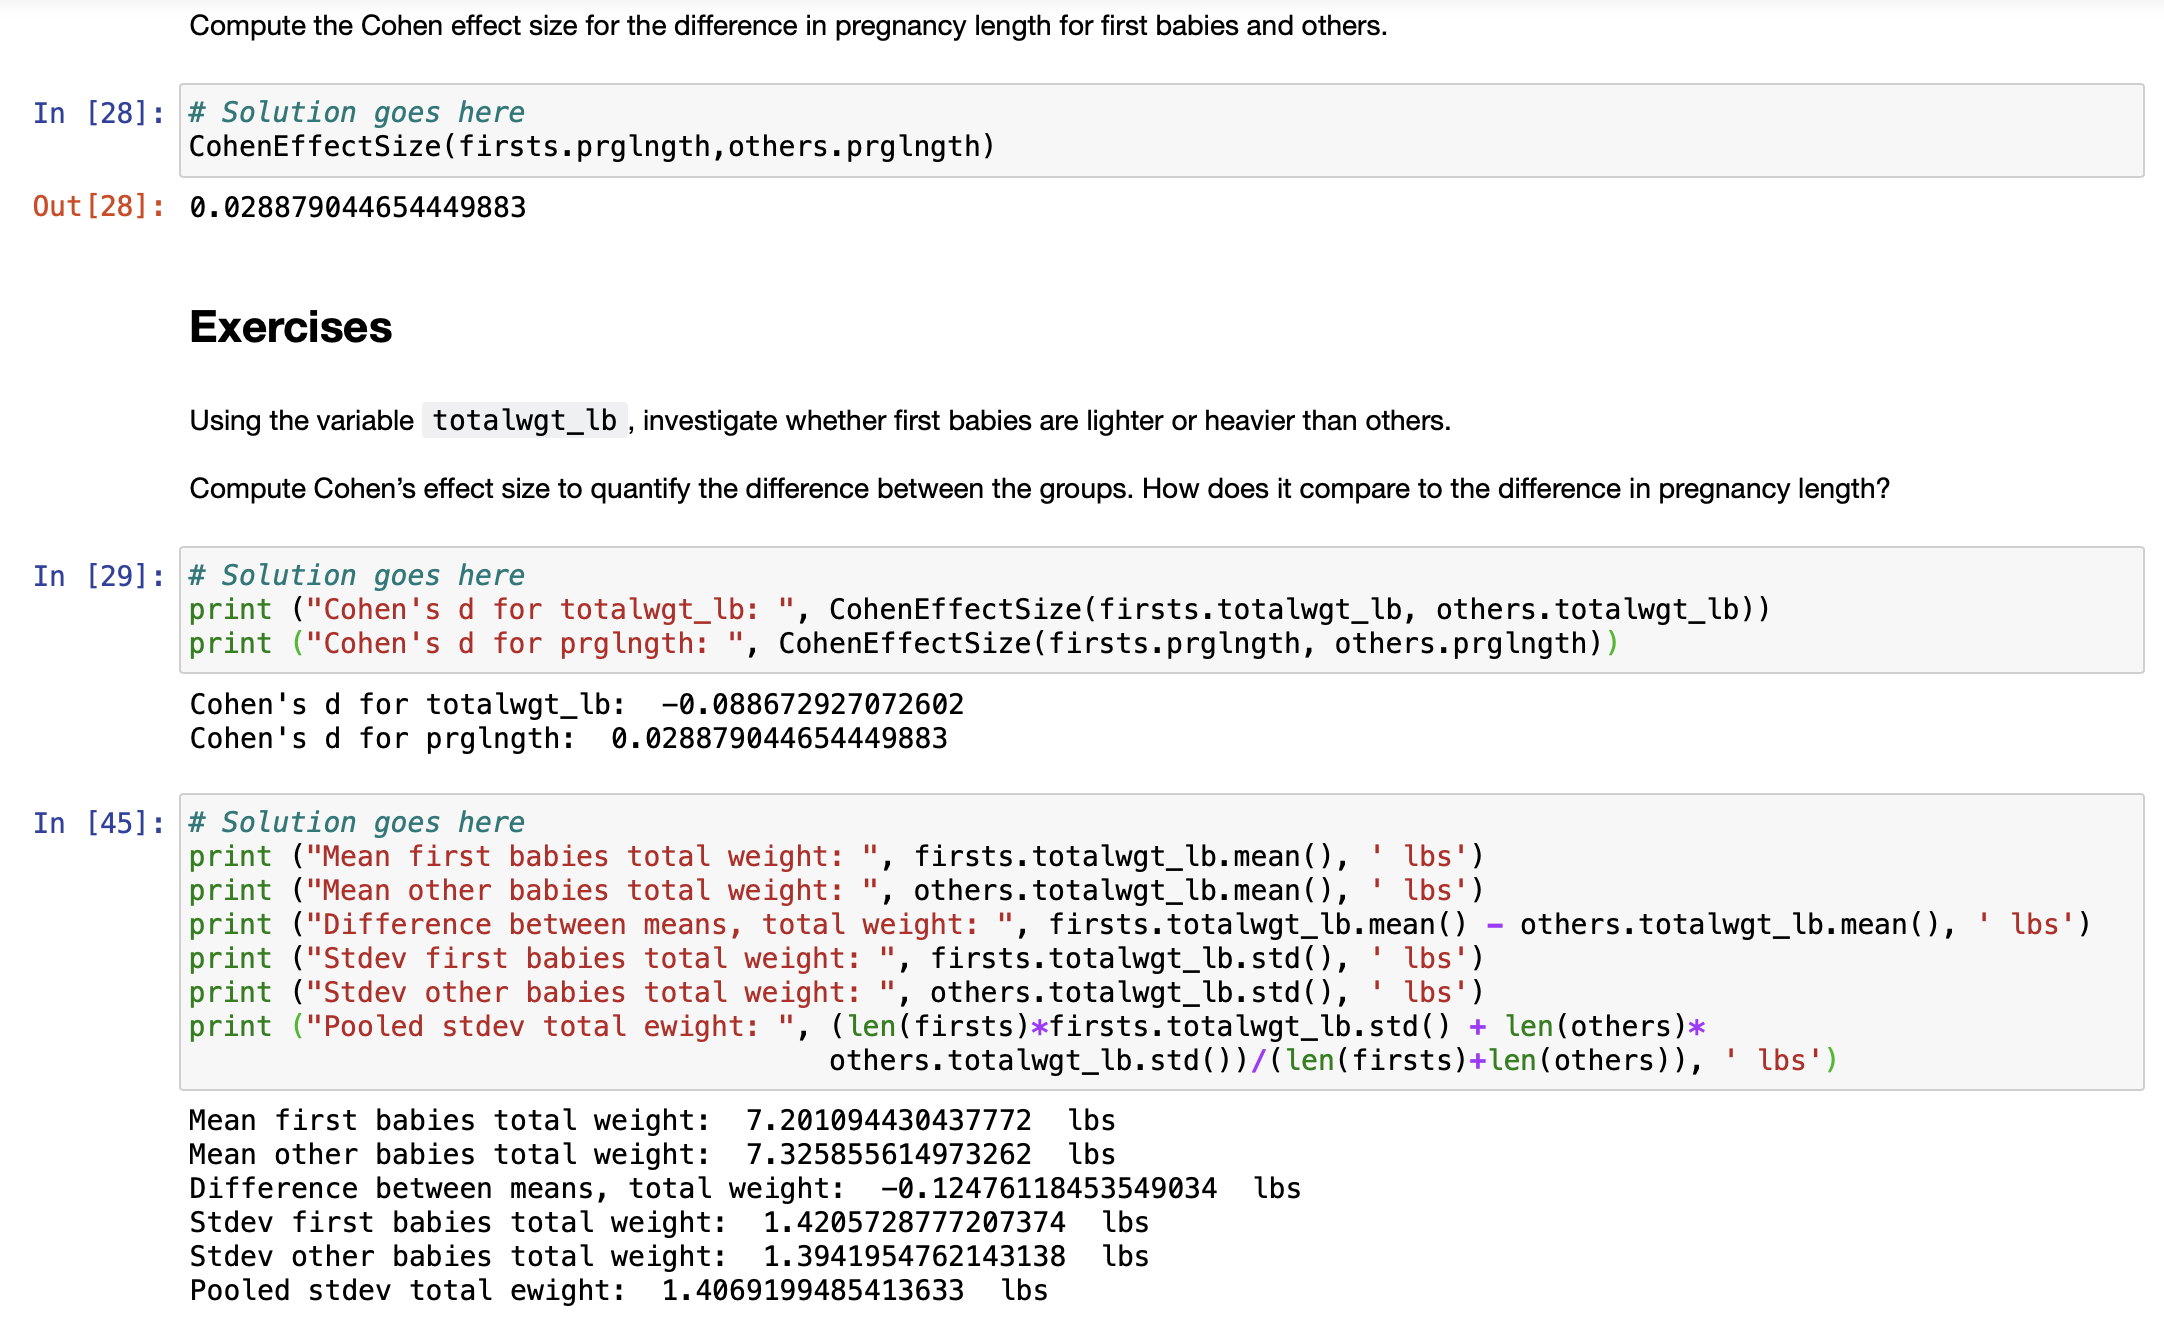 Compute the Cohen effect size for the difference in pregnancy length for first babies and others.
In [28]: # Solution goes here
CohenEffectSize(firsts.prglngth,others.prglngth)
Out[28]: 0.028879044654449883
Exercises
Using the variable totalwgt_lb , investigate whether first babies are lighter or heavier than others.
Compute Cohen’s effect size to quantify the difference between the groups. How does it compare to the difference in pregnancy length?
In [29]: # Solution goes here
print ("Cohen's d for totalwgt_lb: ", CohenEffectSize(firsts.totalwgt_lb, others.totalwgt_lb))
print ("Cohen's d for prglngth: ", CohenEffectSize(firsts.prglngth, others.prglngth))
Cohen's d for totalwgt_lb:  -0.088672927072602
Cohen's d for prglngth:  0.028879044654449883
In [45]: # Solution goes here
print ("Mean first babies total weight: ", firsts.totalwgt_lb.mean(), ' lbs')
print ("Mean other babies total weight: ", others.totalwgt_lb.mean(), ' lbs')
print ("Difference between means, total weight: ", firsts.totalwgt_lb.mean() - others.totalwgt_lb.mean(), ' lbs')
print ("Stdev first babies total weight: ", firsts.totalwgt_lb.std(), ' lbs')
print ("Stdev other babies total weight: ", others.totalwgt_lb.std(), ' lbs')
print ("Pooled stdev total ewight: ", (len(firsts)*firsts.totalwgt_lb.std() + len(others)*
others.totalwgt_lb.std())/(len(firsts)+len(others)), ' lbs')
Mean first babies total weight:  7.201094430437772  lbs
Mean other babies total weight:  7.325855614973262  lbs
Difference between means, total weight:  -0.12476118453549034  lbs
Stdev first babies total weight:  1.4205728777207374  lbs
Stdev other babies total weight:  1.3941954762143138  lbs
Pooled stdev total ewight:  1.4069199485413633  lbs